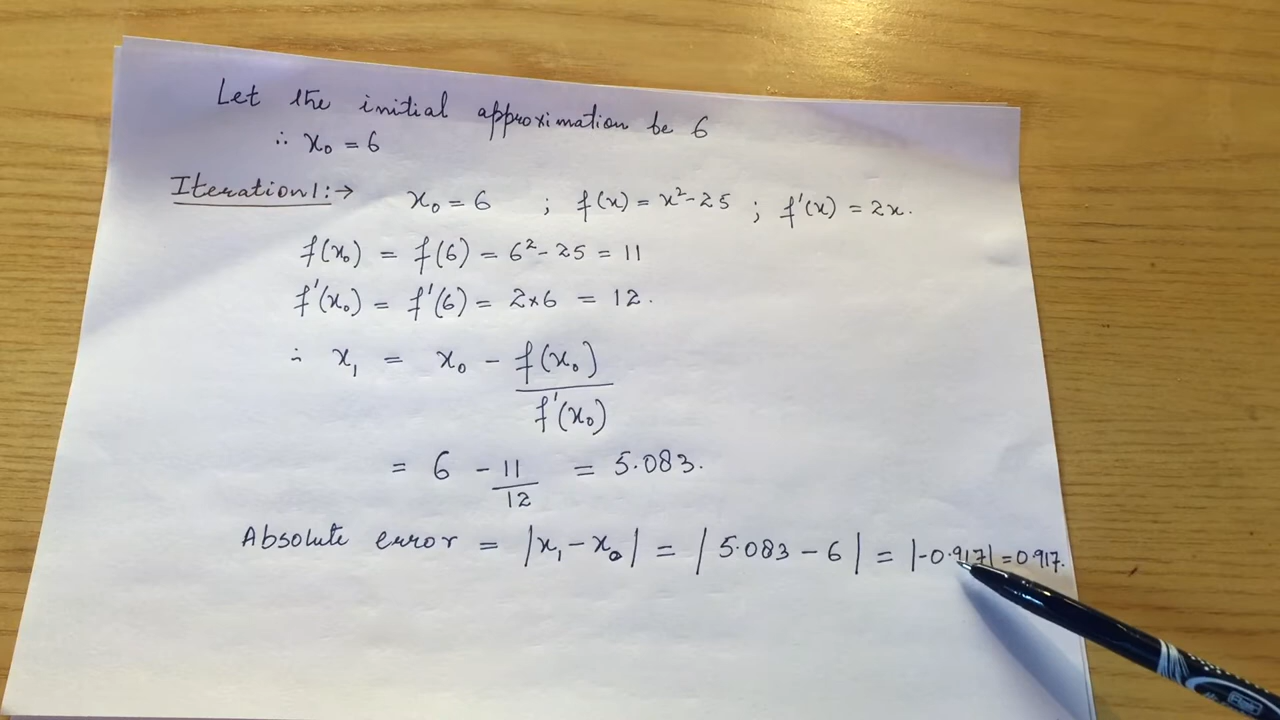 Let the initial approximation be 6
∴ x₀ = 6
Iteration 1:→ x₀ = 6 ; f(x) = x² - 25 ; f'(x) = 2x.
f(x₀) = f(6) = 6² - 25 = 11
f'(x₀) = f'(6) = 2×6 = 12.
∴ x₁ = x₀ - f(x₀)/f'(x₀)
= 6 - 11/12 = 5.083.
Absolute error = |x₁ - x₀| = |5.083 - 6| = |-0.917| = 0.917.